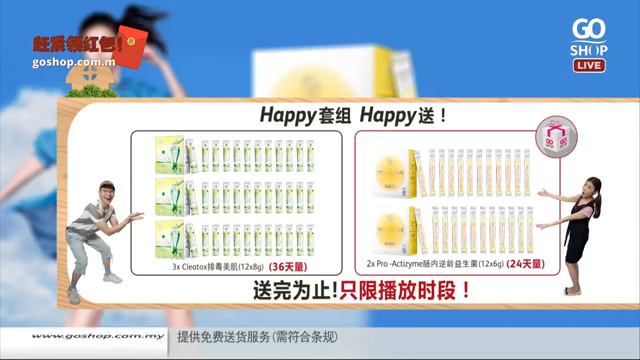 赶紧领红包!
goshop.com.m
GO
SHOP
LIVE
Happy套组 Happy送!
3x Cleatox排毒美肌(12x8g) (36天量)
2x Pro -Actizyme肠内逆龄益生菌(12x6g) (24天量)
送完为止!只限播放时段!
www.goshop.com.my
提供免费送货服务(需符合条规)